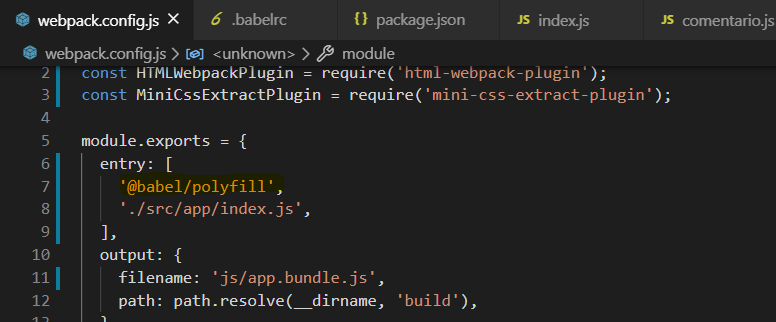 webpack.config.js × .babelrc package.json JS index.js JS comentario.js
webpack.config.js > <unknown> > module
2 const HTMLWebpackPlugin = require('html-webpack-plugin');
3 const MiniCssExtractPlugin = require('mini-css-extract-plugin');
4
5 module.exports = {
6 entry: [
7 '@babel/polyfill',
8 './src/app/index.js',
9 ],
10 output: {
11 filename: 'js/app.bundle.js',
12 path: path.resolve(__dirname, 'build'),
13 }